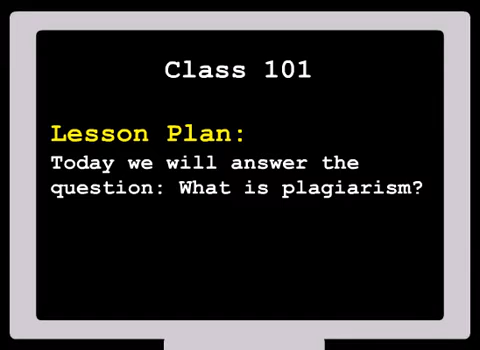 Class 101
Lesson Plan:
Today we will answer the
question: What is plagiarism?